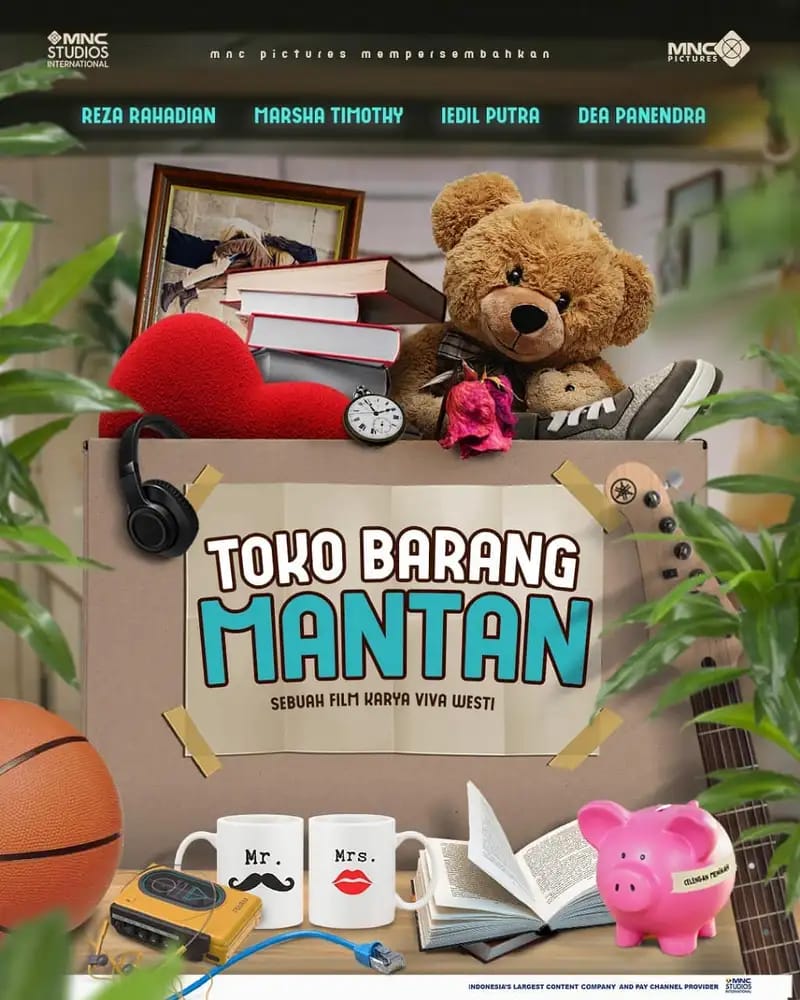 MNC
STUDIOS
INTERNATIONAL
mnc pictures mempersembahkan
MNC
PICTURES
REZA RAHADIAN MARSHA TIMOTHY IEDIL PUTRA DEA PANENDRA
TOKO BARANG
MANTAN
SEBUAH FILM KARYA VIVA WESTI
Mr.
Mrs.
CELENGAN MENIKAH
INDONESIA'S LARGEST CONTENT COMPANY AND PAY CHANNEL PROVIDER
MNC
STUDIOS
INTERNATIONAL